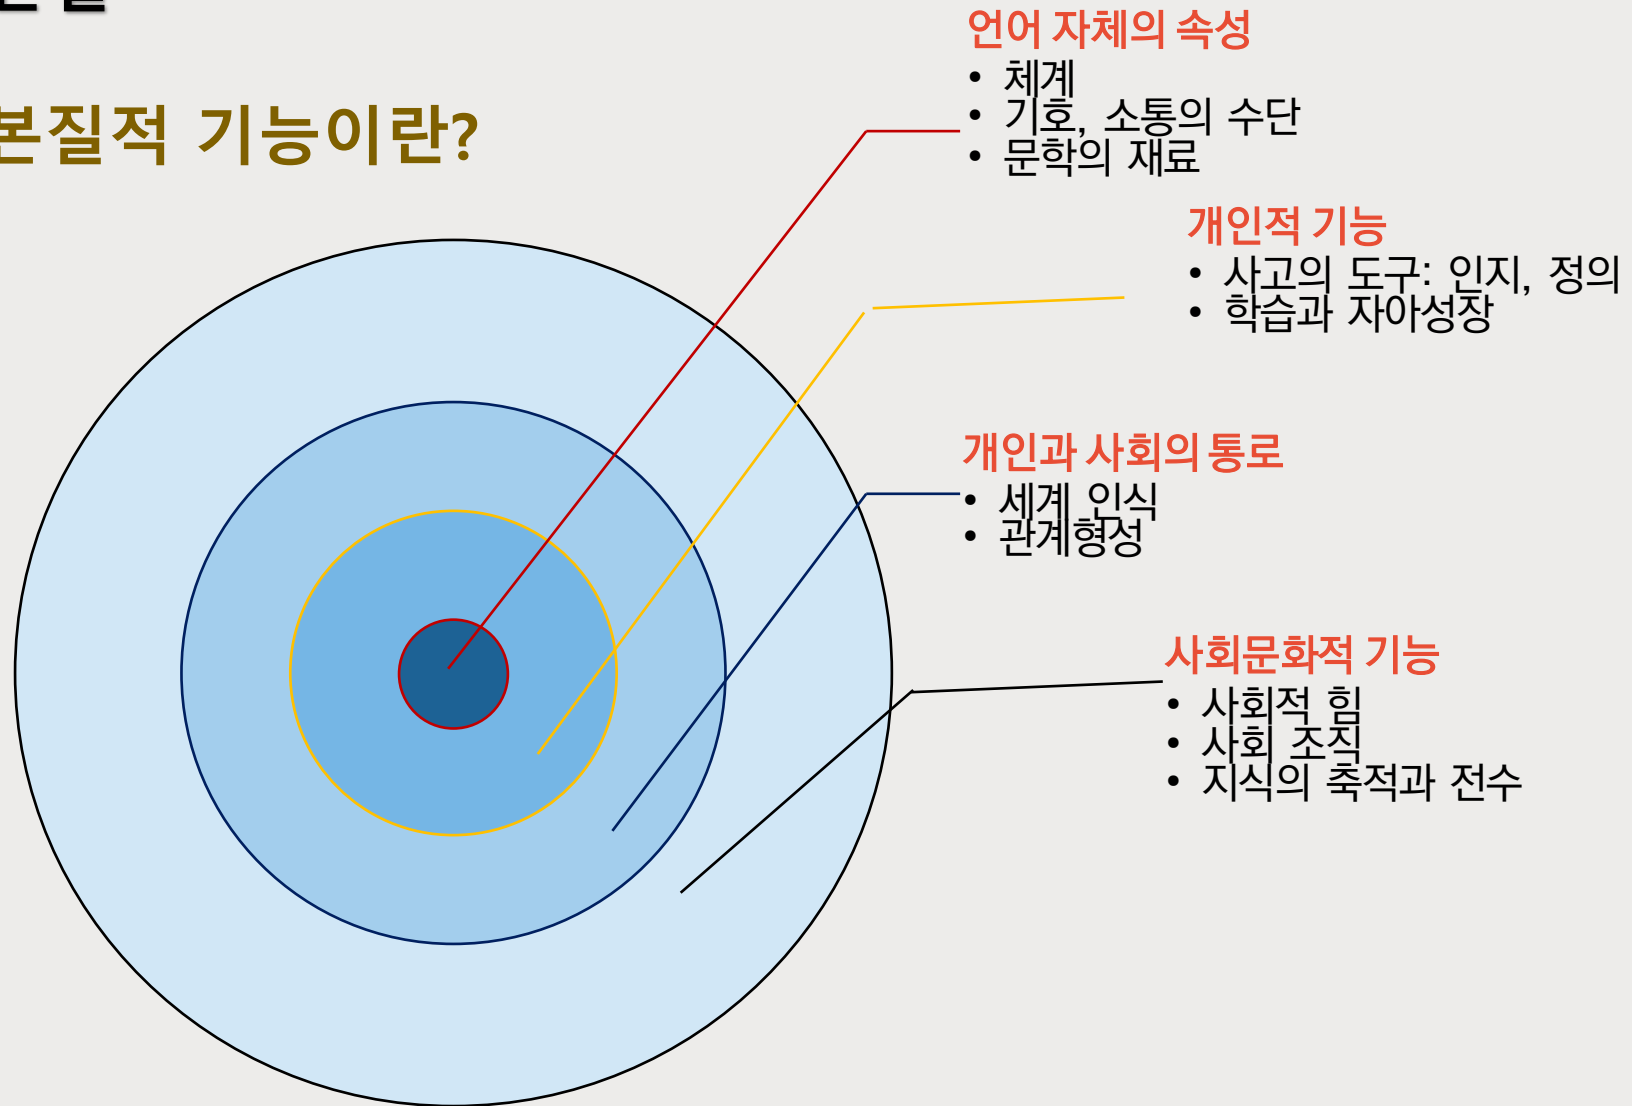 본질적 기능이란?
언어 자체의 속성
• 체계
• 기호, 소통의 수단
• 문학의 재료
개인적 기능
• 사고의 도구: 인지, 정의
• 학습과 자아성장
개인과 사회의 통로
• 세계 인식
• 관계형성
사회문화적 기능
• 사회적 힘
• 사회 조직
• 지식의 축적과 전수